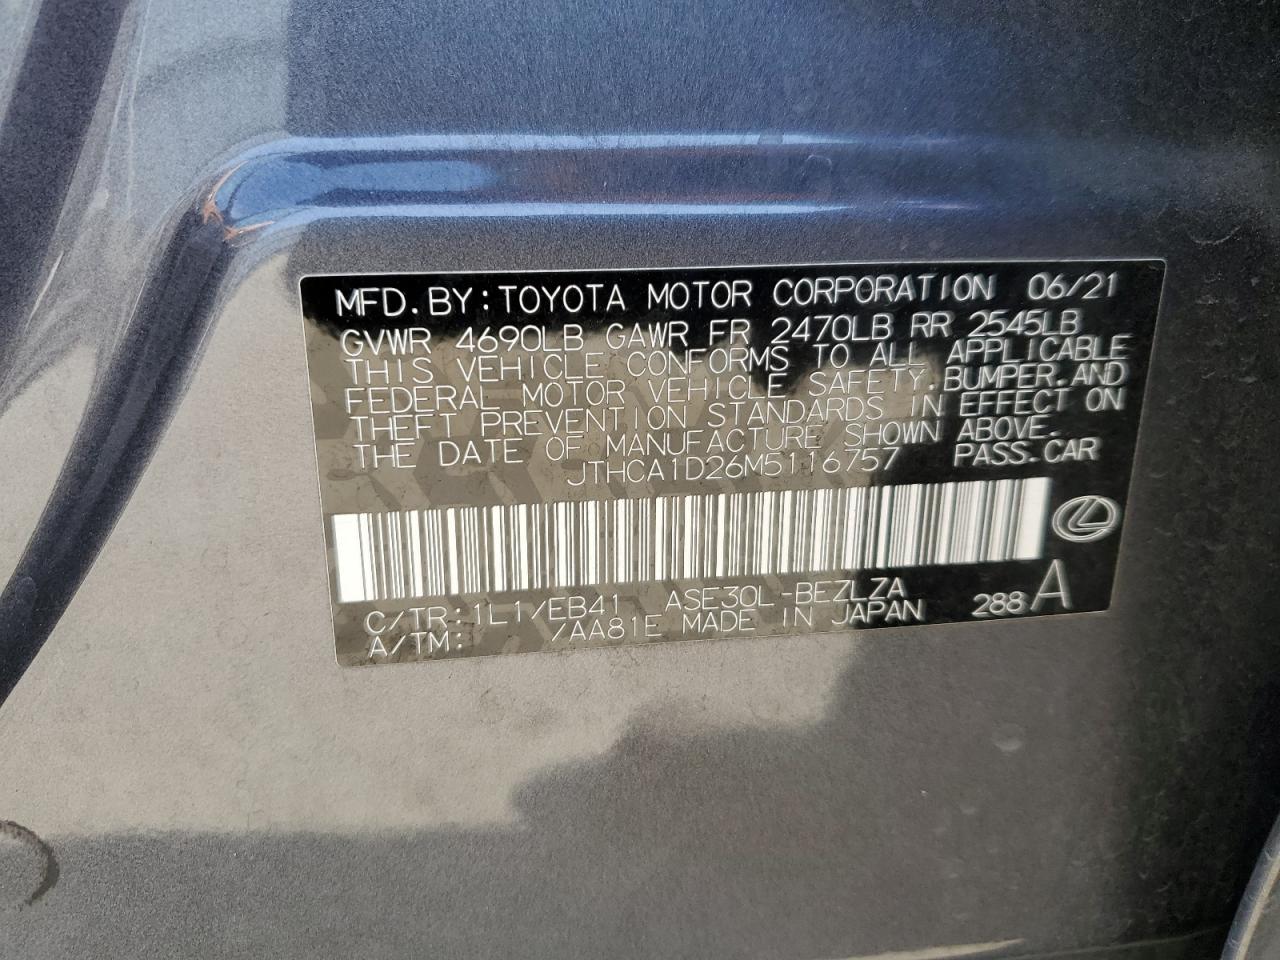 MFD. BY: TOYOTA MOTOR CORPORATION 06/21
GVWR 4690LB GAWR FR 2470LB RR 2545LB
THIS VEHICLE CONFORMS TO ALL APPLICABLE
FEDERAL MOTOR VEHICLE SAFETY. BUMPER. AND
THEFT PREVENTION STANDARDS IN EFFECT ON
THE DATE OF MANUFACTURE SHOWN ABOVE.
JTHCA1D26M5116757 PASS. CAR
C/TR: 1L1/EB41 ASE30L-BEZLZA
A/TM: /AA81E MADE IN JAPAN 288 A